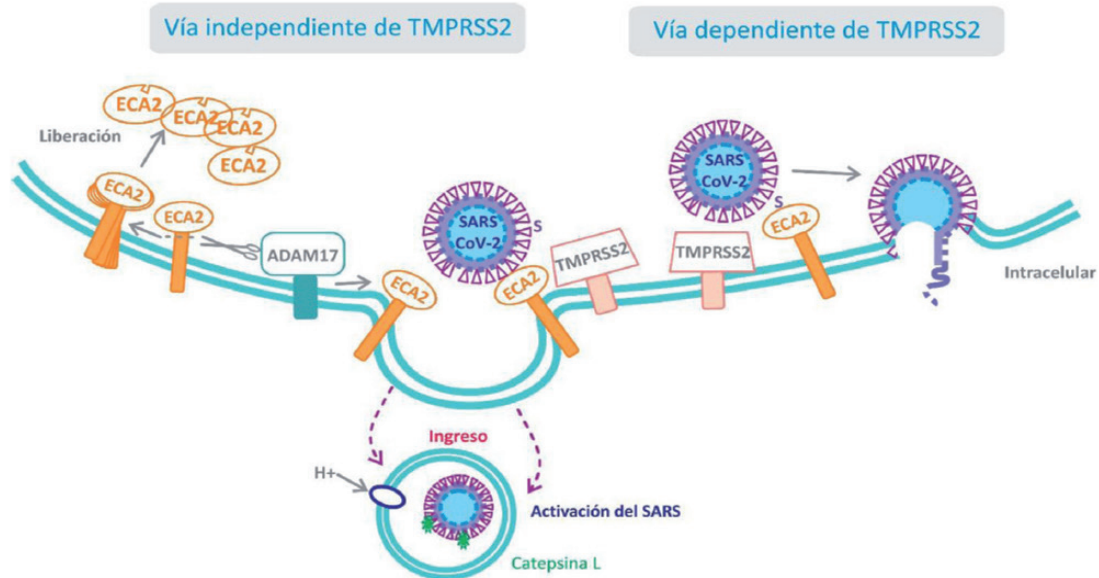 Vía independiente de TMPRSS2
Vía dependiente de TMPRSS2
ECA2
ECA2
ECA2
ECA2
Liberación
ECA2
ECA2
ADAM17
ECA2
SARS
CoV-2
S
ECA2
TMPRSS2
TMPRSS2
SARS
CoV-2
S
ECA2
Intracelular
Ingreso
H+
Activación del SARS
Catepsina L